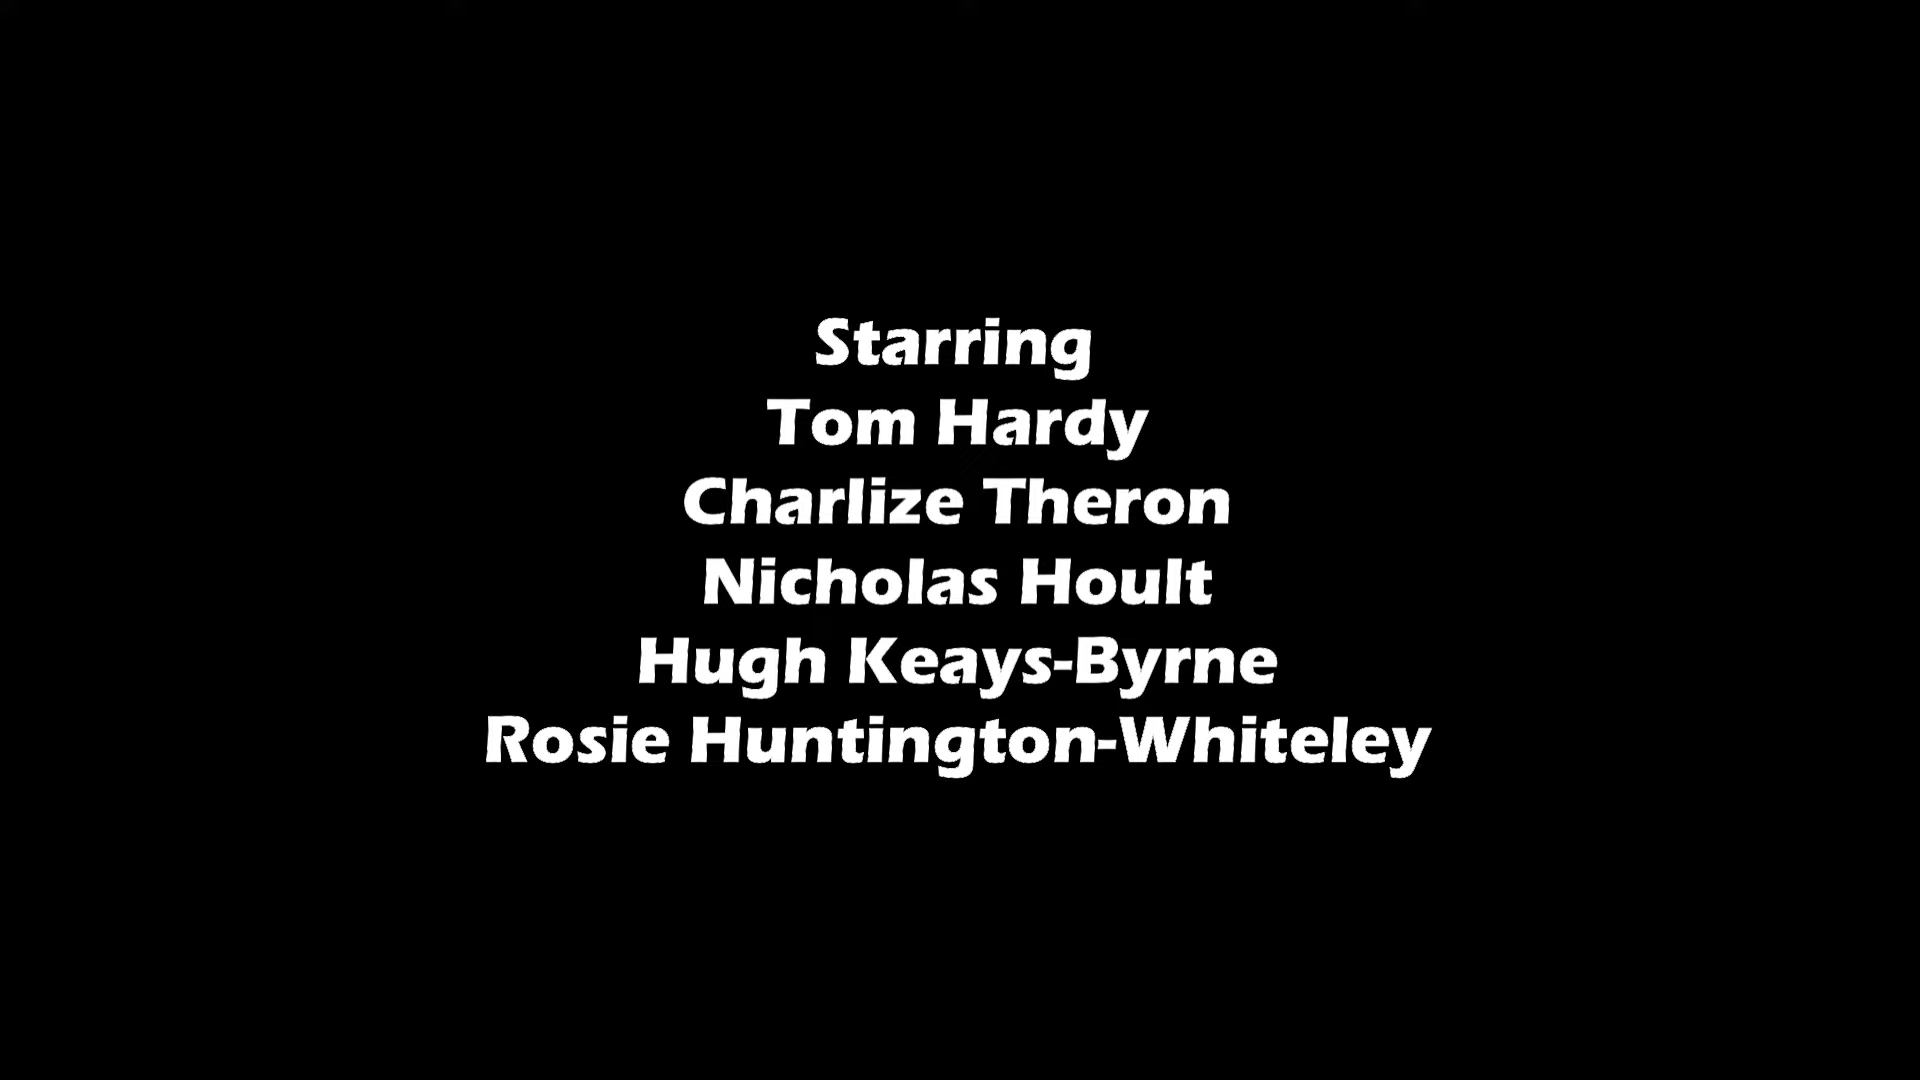 Starring
Tom Hardy
Charlize Theron
Nicholas Hoult
Hugh Keays-Byrne
Rosie Huntington-Whiteley